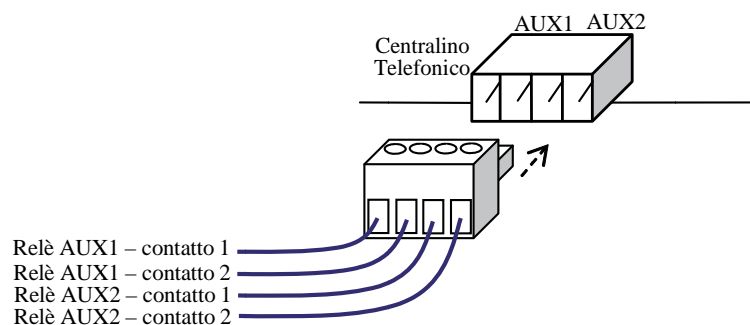 AUX1 AUX2
Centralino
Telefonico
Relè AUX1 – contatto 1
Relè AUX1 – contatto 2
Relè AUX2 – contatto 1
Relè AUX2 – contatto 2